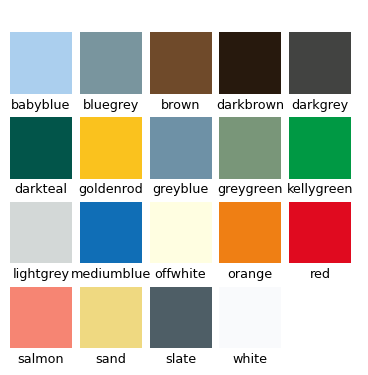 babyblue bluegrey brown darkbrown darkgrey
darkteal goldenrod greyblue greygreen kellygreen
lightgrey mediumblue offwhite orange red
salmon sand slate white